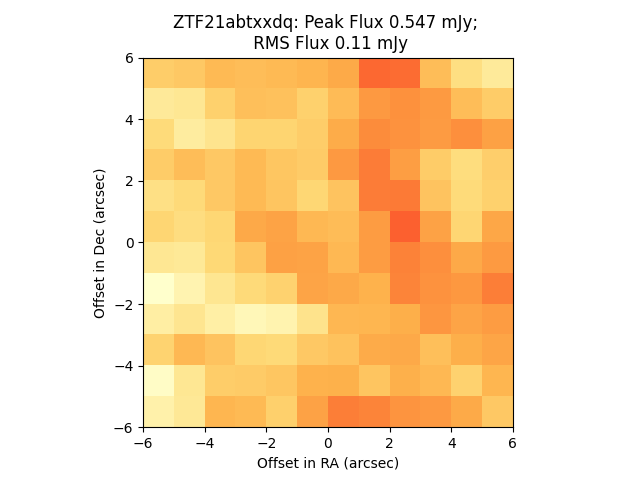 ZTF21abtxxdq: Peak Flux 0.547 mJy;
RMS Flux 0.11 mJy
6
4
2
0
−2
−4
−6
Offset in Dec (arcsec)
−6 −4 −2 0 2 4 6
Offset in RA (arcsec)